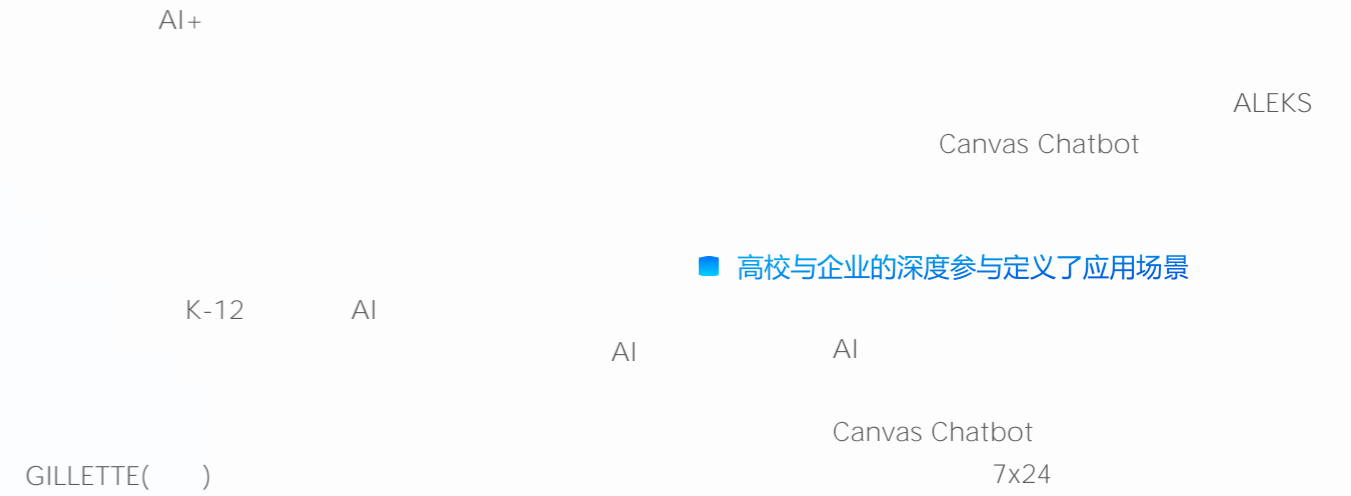 AI+
K-12 AI
AI
GILLETTE( )
ALEKS
Canvas Chatbot
高校与企业的深度参与定义了应用场景
AI
Canvas Chatbot
7x24